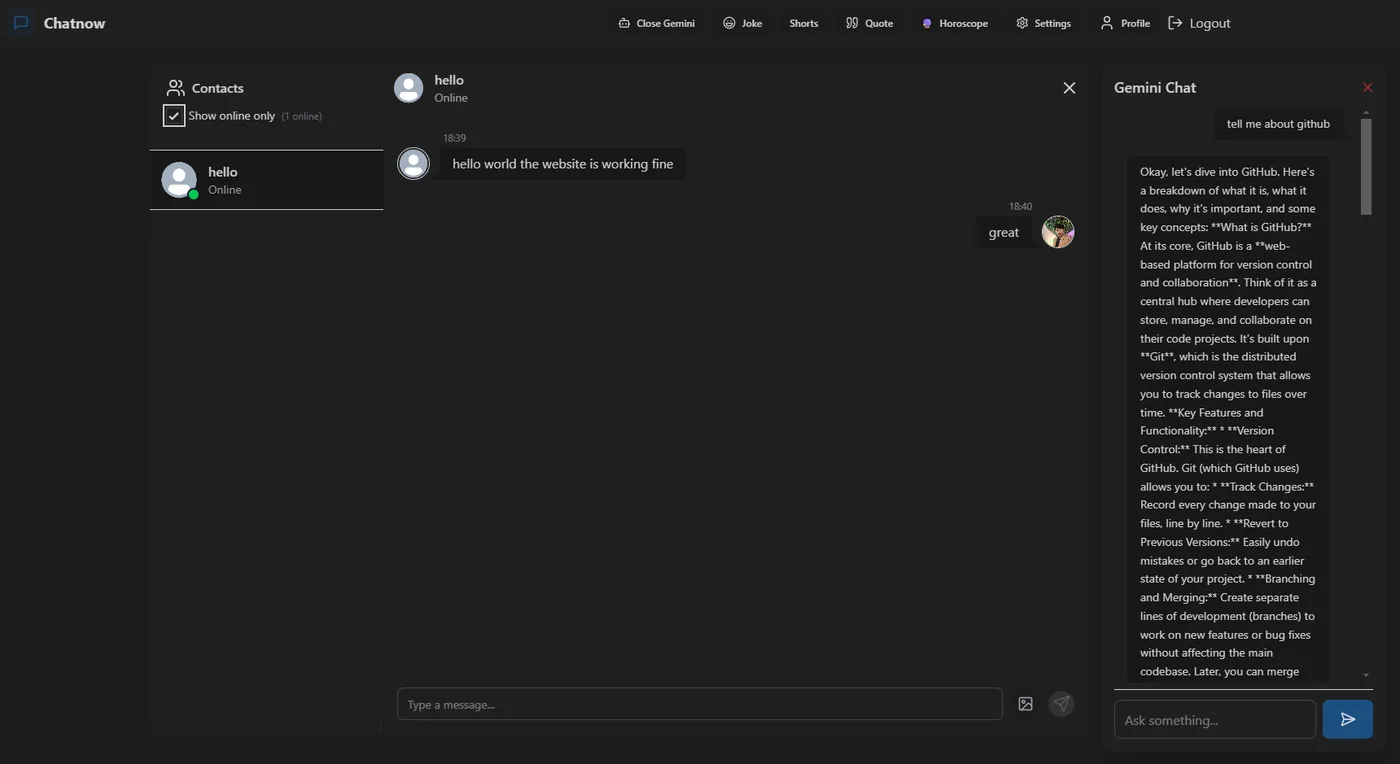 Chatnow
Close Gemini
Joke
Shorts
Quote
Horoscope
Settings
Profile
Logout
Contacts
Show online only (1 online)
hello
Online
hello
Online
18:39
hello world the website is working fine
18:40
great
Type a message...
Gemini Chat
tell me about github
Okay, let's dive into GitHub. Here's
a breakdown of what it is, what it
does, why it's important, and some
key concepts: **What is GitHub?**
At its core, GitHub is a **web-
based platform for version control
and collaboration**. Think of it as a
central hub where developers can
store, manage, and collaborate on
their code projects. It's built upon
**Git**, which is the distributed
version control system that allows
you to track changes to files over
time. **Key Features and
Functionality:** * **Version
Control:** This is the heart of
GitHub. Git (which GitHub uses)
allows you to: * **Track Changes:**
Record every change made to your
files, line by line. * **Revert to
Previous Versions:** Easily undo
mistakes or go back to an earlier
state of your project. * **Branching
and Merging:** Create separate
lines of development (branches) to
work on new features or bug fixes
without affecting the main
codebase. Later, you can merge
Ask something...